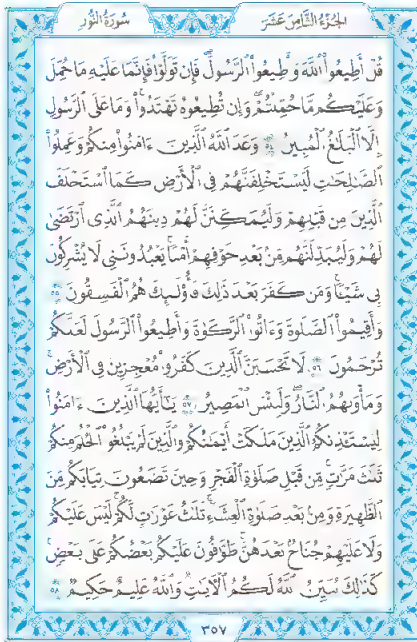 الجزء الثامن عشر
سورة النور
قُلْ أَطِيعُوا۟ ٱللَّهَ وَأَطِيعُوا۟ ٱلرَّسُولَ ۖ فَإِن تَوَلَّوْا۟ فَإِنَّمَا عَلَيْهِ مَا حُمِّلَ
وَعَلَيْكُم مَّا حُمِّلْتُمْ ۖ وَإِن تُطِيعُوهُ تَهْتَدُوا۟ ۚ وَمَا عَلَى ٱلرَّسُولِ
إِلَّا ٱلْبَلَـٰغُ ٱلْمُبِينُ ٥٤ وَعَدَ ٱللَّهُ ٱلَّذِينَ ءَامَنُوا۟ مِنكُمْ وَعَمِلُوا۟
ٱلصَّـٰلِحَـٰتِ لَيَسْتَخْلِفَنَّهُمْ فِى ٱلْأَرْضِ كَمَا ٱسْتَخْلَفَ
ٱلَّذِينَ مِن قَبْلِهِمْ وَلَيُمَكِّنَنَّ لَهُمْ دِينَهُمُ ٱلَّذِى ٱرْتَضَىٰ
لَهُمْ وَلَيُبَدِّلَنَّهُم مِّنۢ بَعْدِ خَوْفِهِمْ أَمْنًا ۚ يَعْبُدُونَنِى لَا يُشْرِكُونَ
بِى شَيْـًٔا ۚ وَمَن كَفَرَ بَعْدَ ذَٰلِكَ فَأُو۟لَـٰٓئِكَ هُمُ ٱلْفَـٰسِقُونَ ٥٥
وَأَقِيمُوا۟ ٱلصَّلَوٰةَ وَءَاتُوا۟ ٱلزَّكَوٰةَ وَأَطِيعُوا۟ ٱلرَّسُولَ لَعَلَّكُمْ
تُرْحَمُونَ ٥٦ لَا تَحْسَبَنَّ ٱلَّذِينَ كَفَرُوا۟ مُعْجِزِينَ فِى ٱلْأَرْضِ ۚ
وَمَأْوَىٰهُمُ ٱلنَّارُ ۖ وَلَبِئْسَ ٱلْمَصِيرُ ٥٧ يَـٰٓأَيُّهَا ٱلَّذِينَ ءَامَنُوا۟
لِيَسْتَـْٔذِنكُمُ ٱلَّذِينَ مَلَكَتْ أَيْمَـٰنُكُمْ وَٱلَّذِينَ لَمْ يَبْلُغُوا۟ ٱلْحُلُمَ مِنكُمْ
ثَلَـٰثَ مَرَّٰتٍ ۚ مِّن قَبْلِ صَلَوٰةِ ٱلْفَجْرِ وَحِينَ تَضَعُونَ ثِيَابَكُم مِّنَ
ٱلظَّهِيرَةِ وَمِنۢ بَعْدِ صَلَوٰةِ ٱلْعِشَآءِ ۚ ثَلَـٰثُ عَوْرَٰتٍ لَّكُمْ ۚ لَيْسَ عَلَيْكُمْ
وَلَا عَلَيْهِمْ جُنَاحٌۢ بَعْدَهُنَّ ۚ طَوَّٰفُونَ عَلَيْكُم بَعْضُكُمْ عَلَىٰ بَعْضٍ ۚ
كَذَٰلِكَ يُبَيِّنُ ٱللَّهُ لَكُمُ ٱلْـَٔايَـٰتِ ۗ وَٱللَّهُ عَلِيمٌ حَكِيمٌ ٥٨
٣٥٧